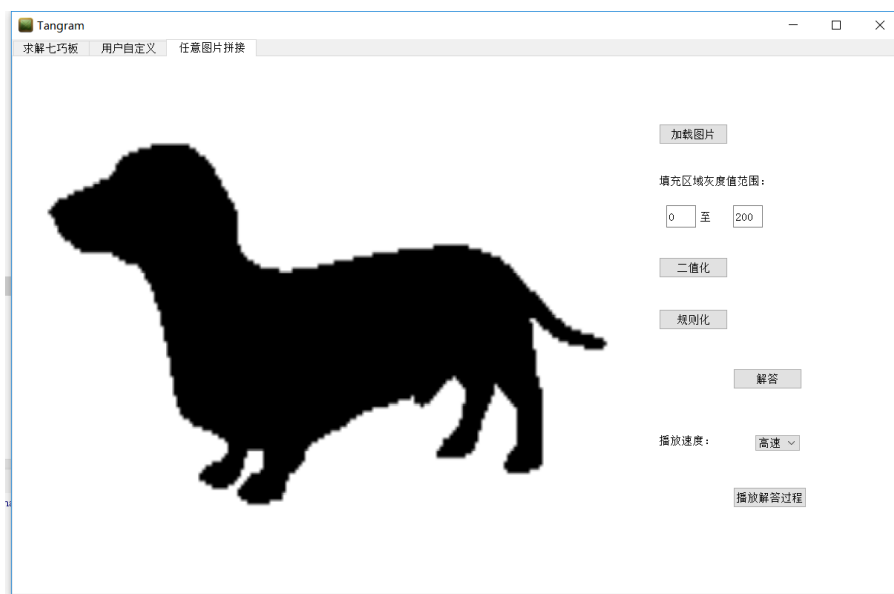 Tangram
求解七巧板 用户自定义 任意图片拼接
加载图片
填充区域灰度值范围：
0 至 200
二值化
规则化
解答
播放速度： 高速
播放解答过程